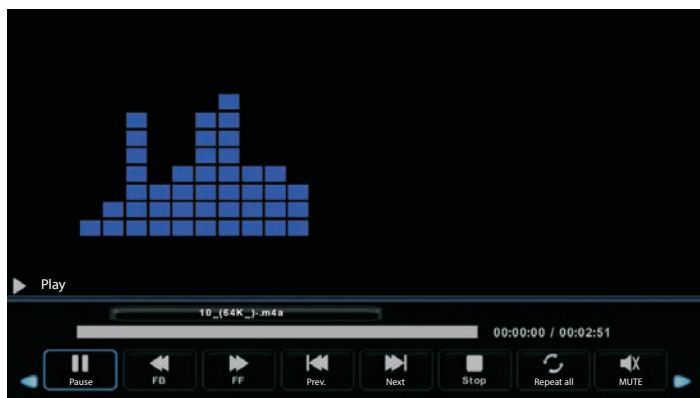 Play
10_(64K_)-.m4a
00:00:00 / 00:02:51
Pause FB FF Prev. Next Stop Repeat all MUTE